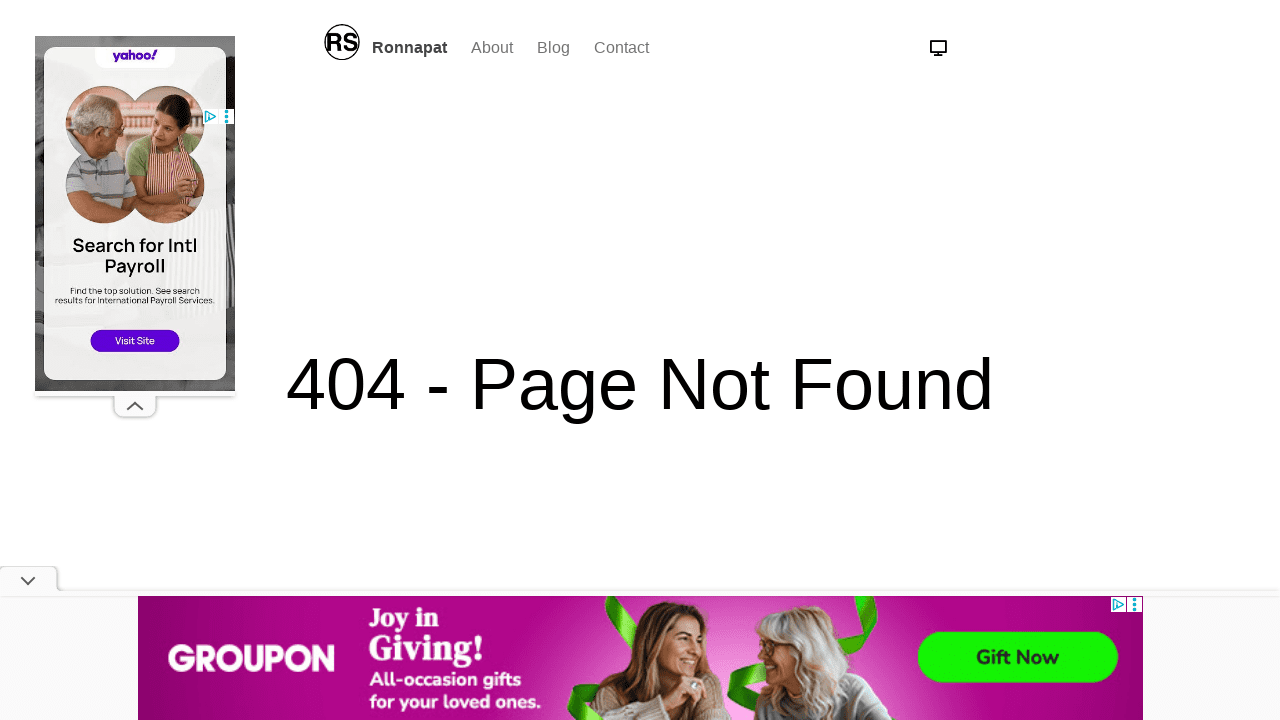 RS Ronnapat About Blog Contact
yahoo!
Search for Intl
Payroll
Find the top solution. See search
results for International Payroll Services.
Visit Site
404 - Page Not Found
GROUPON
Joy in
Giving!
All-occasion gifts
for your loved ones.
Gift Now